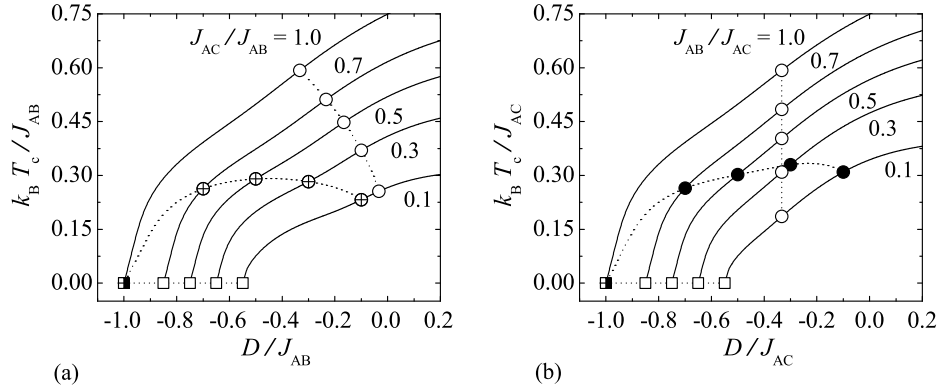 0.75
0.60
0.45
0.30
0.15
0.00
k_B T_c / J_AB
J_AC / J_AB = 1.0
0.7
0.5
0.3
0.1
-1.0 -0.8 -0.6 -0.4 -0.2 0.0 0.2
D / J_AB
(a)
0.75
0.60
0.45
0.30
0.15
0.00
k_B T_c / J_AC
J_AB / J_AC = 1.0
0.7
0.5
0.3
0.1
-1.0 -0.8 -0.6 -0.4 -0.2 0.0 0.2
D / J_AC
(b)